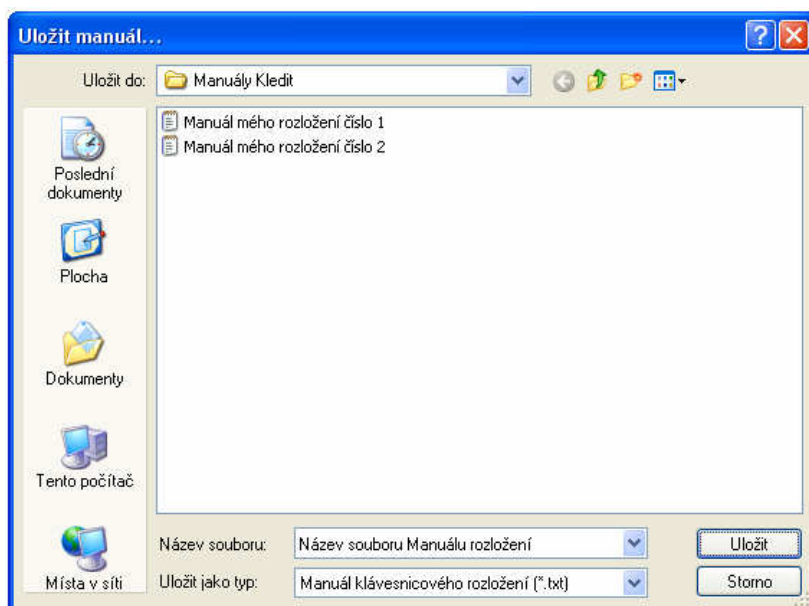 Uložit manuál...
Uložit do:
Manuály Kledit
Manuál mého rozložení číslo 1
Manuál mého rozložení číslo 2
Poslední
dokumenty
Plocha
Dokumenty
Tento počítač
Místa v síti
Název souboru:
Název souboru Manuálu rozložení
Uložit
Uložit jako typ:
Manuál klávesnicového rozložení (*.txt)
Storno